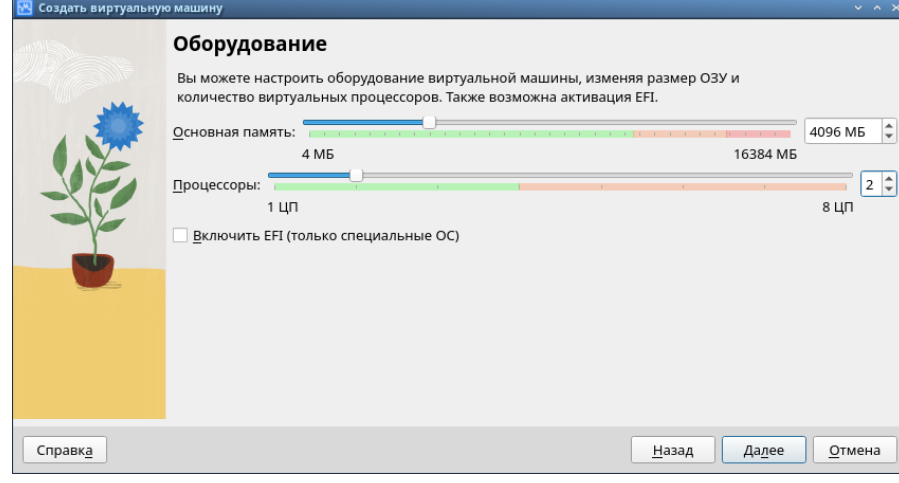 Создать виртуальную машину
Оборудование
Вы можете настроить оборудование виртуальной машины, изменяя размер ОЗУ и
количество виртуальных процессоров. Также возможна активация EFI.
Основная память: 4096 МБ
4 МБ 16384 МБ
Процессоры: 2
1 ЦП 8 ЦП
Включить EFI (только специальные ОС)
Справка Назад Далее Отмена